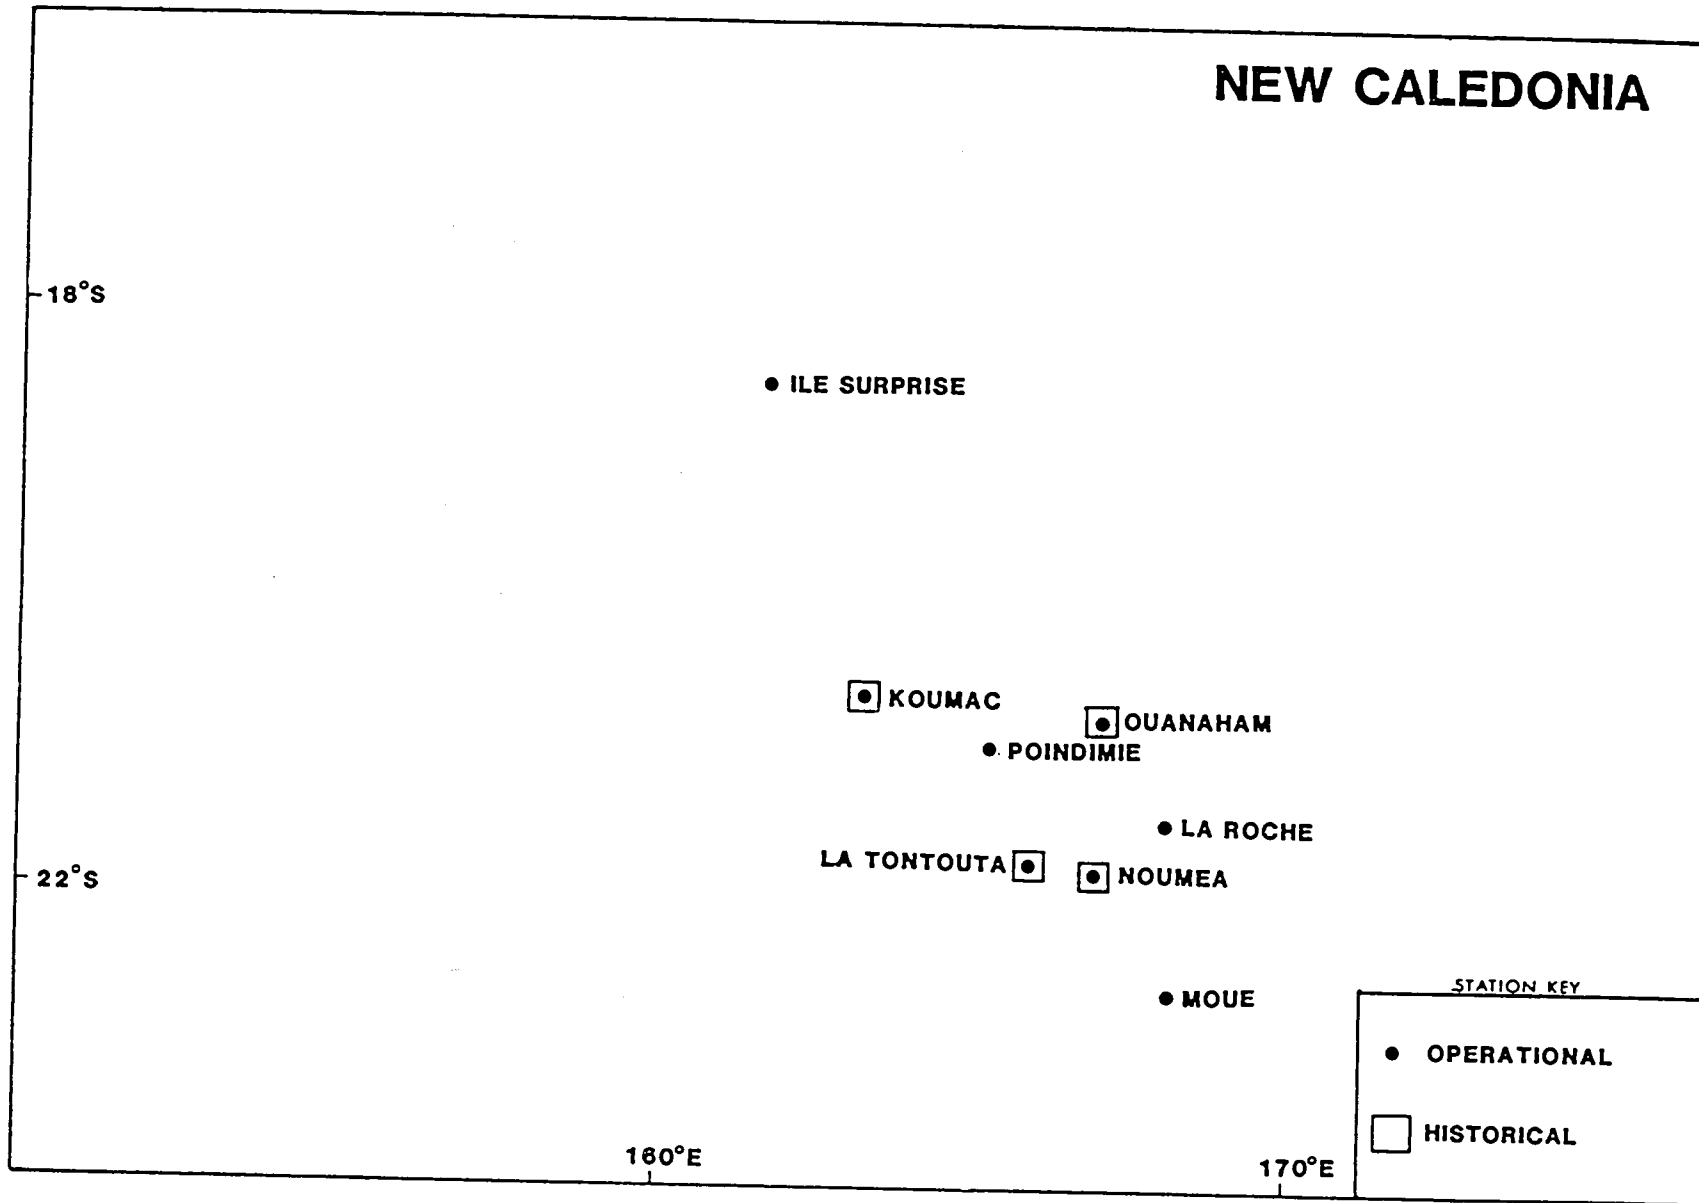 NEW CALEDONIA
18°S
ILE SURPRISE
KOUMAC
OUANAHAM
POINDIMIE
LA ROCHE
LA TONTOUTA
NOUMEA
22°S
MOUE
STATION KEY
OPERATIONAL
HISTORICAL
160°E
170°E